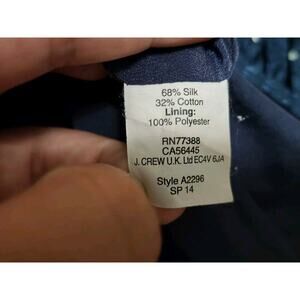 68% Silk
32% Cotton
Lining:
100% Polyester
RN77388
CA56445
J. CREW U.K. Ltd EC4V 6JA
Style A2296
SP 14